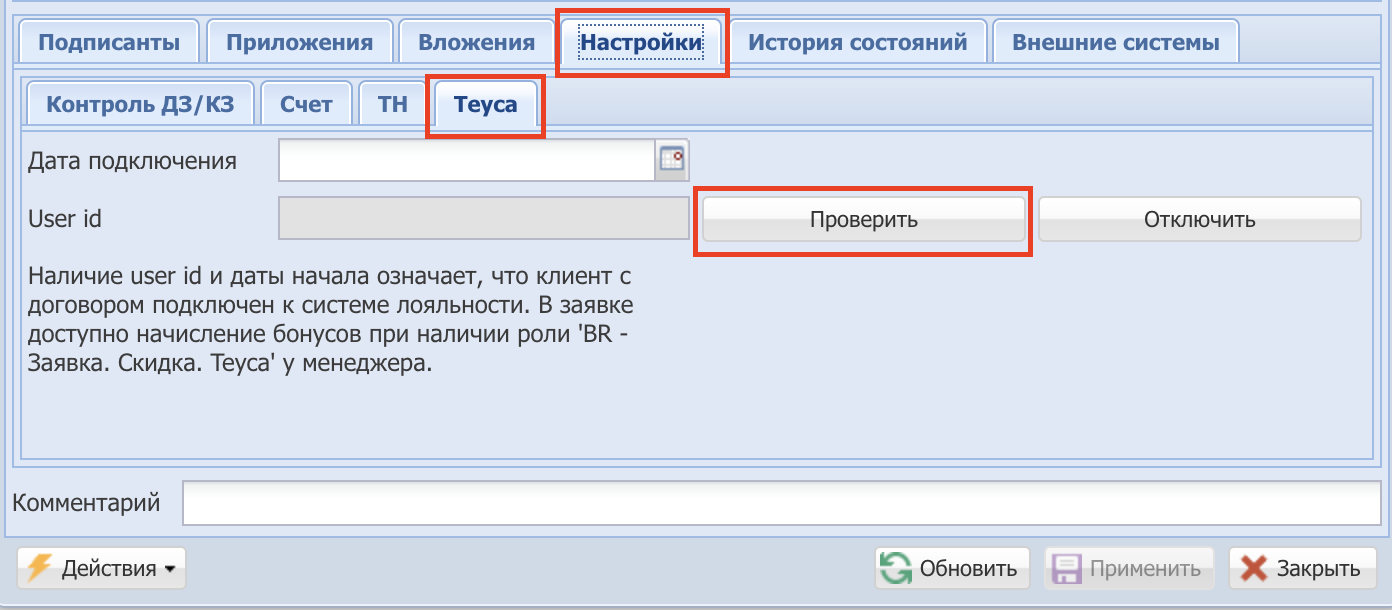 Подписанты Приложения Вложения Настройки История состояний Внешние системы
Контроль ДЗ/КЗ Счет ТН Теуса
Дата подключения
User id Проверить Отключить
Наличие user id и даты начала означает, что клиент с
договором подключен к системе лояльности. В заявке
доступно начисление бонусов при наличии роли 'BR -
Заявка. Скидка. Теуса' у менеджера.
Комментарий
Действия Обновить Применить Закрыть